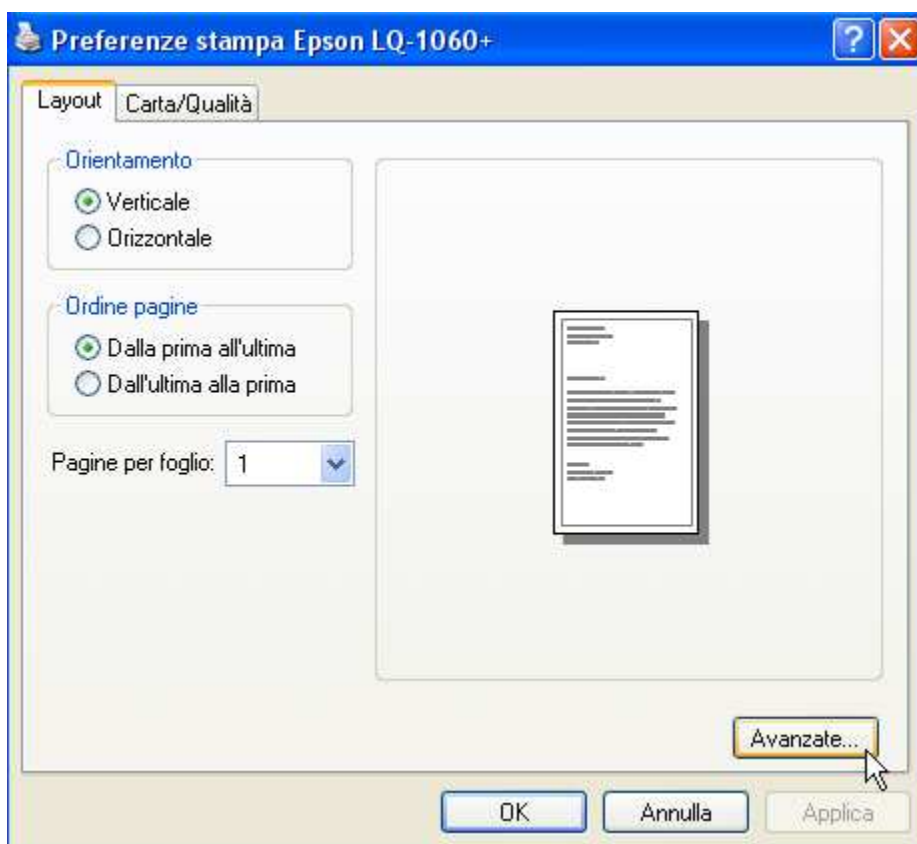 Preferenze stampa Epson LQ-1060+
Layout Carta/Qualità
Orientamento
Verticale
Orizzontale
Ordine pagine
Dalla prima all'ultima
Dall'ultima alla prima
Pagine per foglio: 1
Avanzate...
OK Annulla Applica